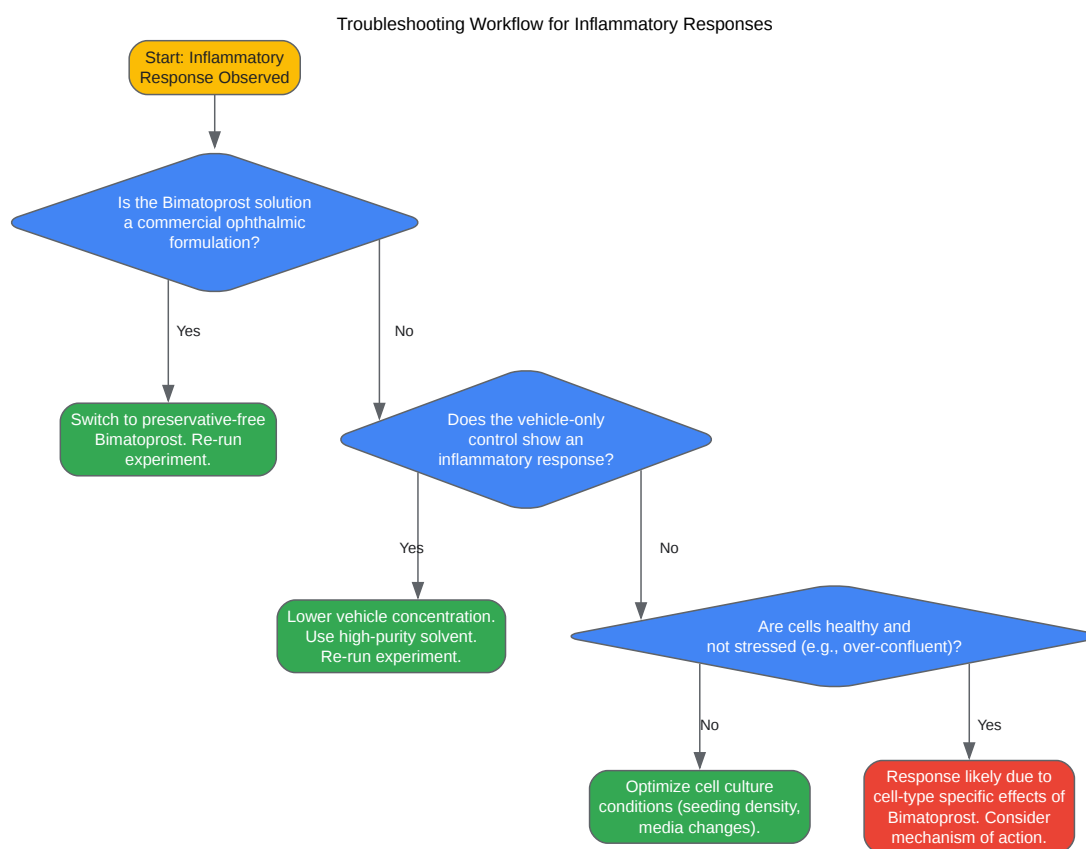 Troubleshooting Workflow for Inflammatory Responses
Start: Inflammatory
Response Observed
Is the Bimatoprost solution
a commercial ophthalmic
formulation?
Yes
No
Switch to preservative-free
Bimatoprost. Re-run
experiment.
Does the vehicle-only
control show an
inflammatory response?
Yes
No
Lower vehicle concentration.
Use high-purity solvent.
Re-run experiment.
Are cells healthy and
not stressed (e.g., over-confluent)?
No
Yes
Optimize cell culture
conditions (seeding density,
media changes).
Response likely due to
cell-type specific effects of
Bimatoprost. Consider
mechanism of action.